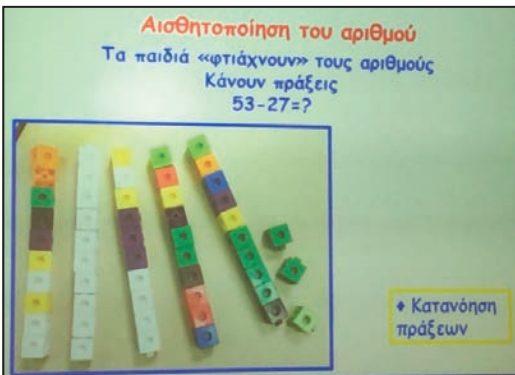 Αισθητοποίηση του αριθμού
Τα παιδιά «φτιάχνουν» τους αριθμούς
Κάνουν πράξεις
53-27=?
♦ Κατανόηση
πράξεων